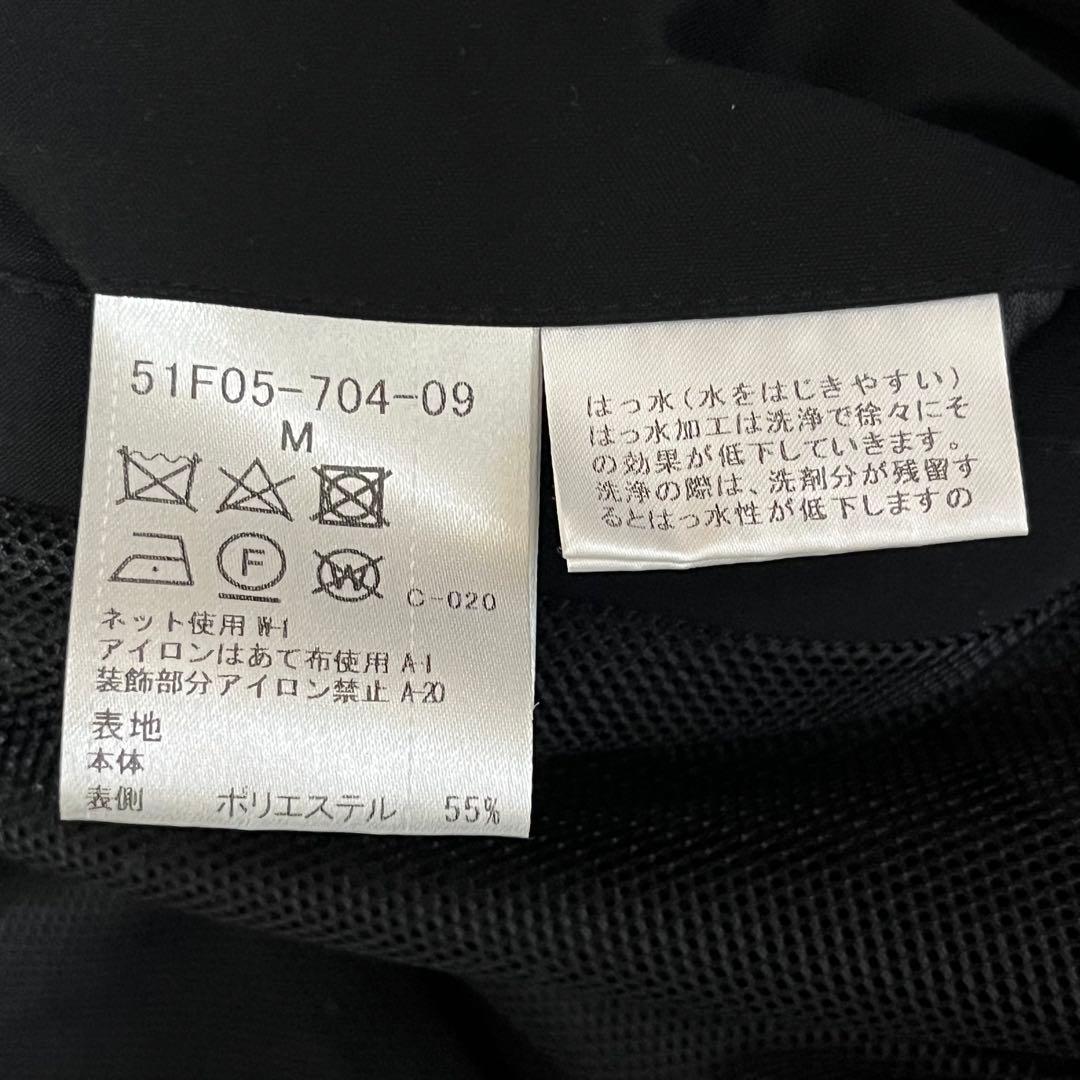 51F05-704-09
M
F
W
C-020
ネット使用 W-1
アイロンはあて布使用 A-1
装飾部分アイロン禁止 A-20
表地
本体
表側 ポリエステル 55%
はっ水(水をはじきやすい)
はっ水加工は洗浄で徐々にそ
の効果が低下していきます。
洗浄の際は、洗剤分が残留す
るとはっ水性が低下しますの